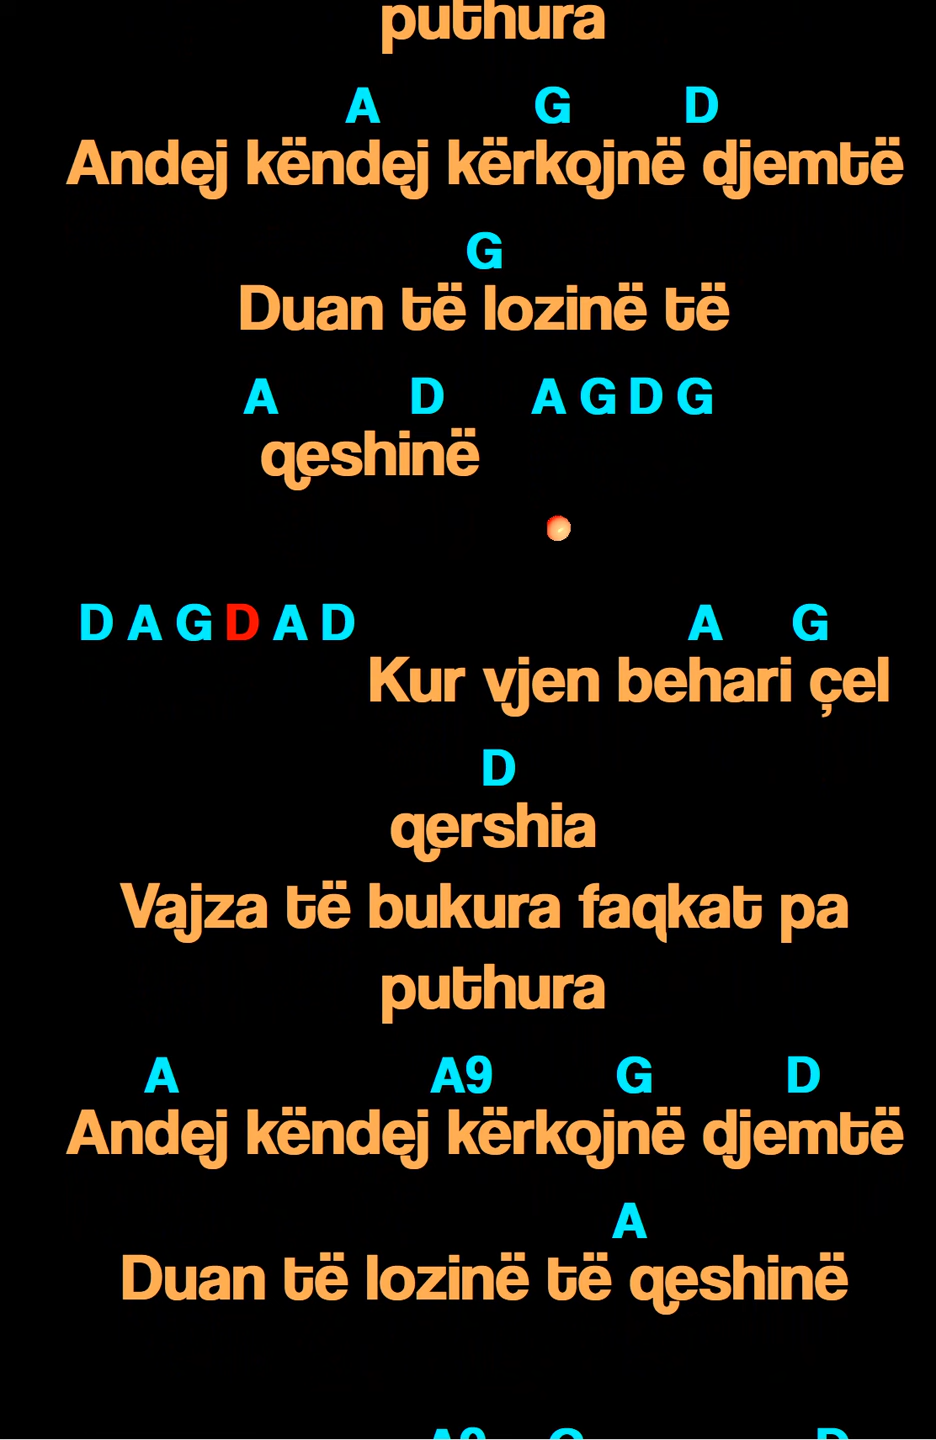 puthura
A G D
Andej këndej kërkojnë djemtë
G
Duan të lozinë të
A D A G D G
qeshinë
D A G D A D A G
Kur vjen behari çel
D
qershia
Vajza të bukura faqkat pa
puthura
A A9 G D
Andej këndej kërkojnë djemtë
A
Duan të lozinë të qeshinë
A9 G D